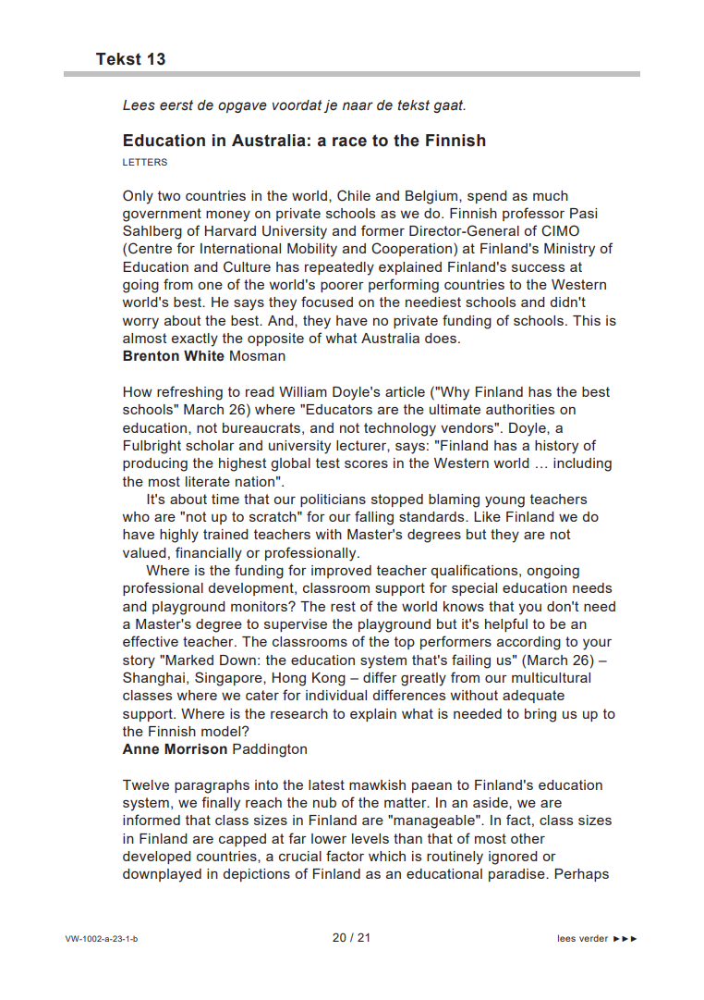 Tekst 13
Lees eerst de opgave voordat je naar de tekst gaat.
Education in Australia: a race to the Finnish
LETTERS
Only two countries in the world, Chile and Belgium, spend as much
government money on private schools as we do. Finnish professor Pasi
Sahlberg of Harvard University and former Director-General of CIMO
(Centre for International Mobility and Cooperation) at Finland's Ministry of
Education and Culture has repeatedly explained Finland's success at
going from one of the world's poorer performing countries to the Western
world's best. He says they focused on the neediest schools and didn't
worry about the best. And, they have no private funding of schools. This is
almost exactly the opposite of what Australia does.
Brenton White Mosman
How refreshing to read William Doyle's article ("Why Finland has the best
schools" March 26) where "Educators are the ultimate authorities on
education, not bureaucrats, and not technology vendors". Doyle, a
Fulbright scholar and university lecturer, says: "Finland has a history of
producing the highest global test scores in the Western world … including
the most literate nation".
It's about time that our politicians stopped blaming young teachers
who are "not up to scratch" for our falling standards. Like Finland we do
have highly trained teachers with Master's degrees but they are not
valued, financially or professionally.
Where is the funding for improved teacher qualifications, ongoing
professional development, classroom support for special education needs
and playground monitors? The rest of the world knows that you don't need
a Master's degree to supervise the playground but it's helpful to be an
effective teacher. The classrooms of the top performers according to your
story "Marked Down: the education system that's failing us" (March 26) –
Shanghai, Singapore, Hong Kong – differ greatly from our multicultural
classes where we cater for individual differences without adequate
support. Where is the research to explain what is needed to bring us up to
the Finnish model?
Anne Morrison Paddington
Twelve paragraphs into the latest mawkish paean to Finland's education
system, we finally reach the nub of the matter. In an aside, we are
informed that class sizes in Finland are "manageable". In fact, class sizes
in Finland are capped at far lower levels than that of most other
developed countries, a crucial factor which is routinely ignored or
downplayed in depictions of Finland as an educational paradise. Perhaps
VW-1002-a-23-1-b
20 / 21
lees verder ►►►